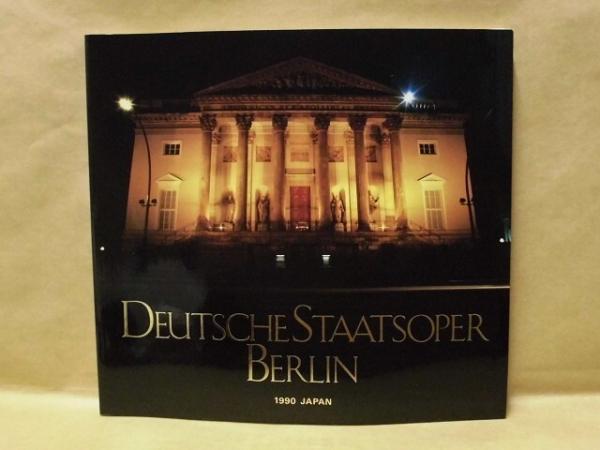 DEUTSCHE STAATSOPER
BERLIN
1990 JAPAN